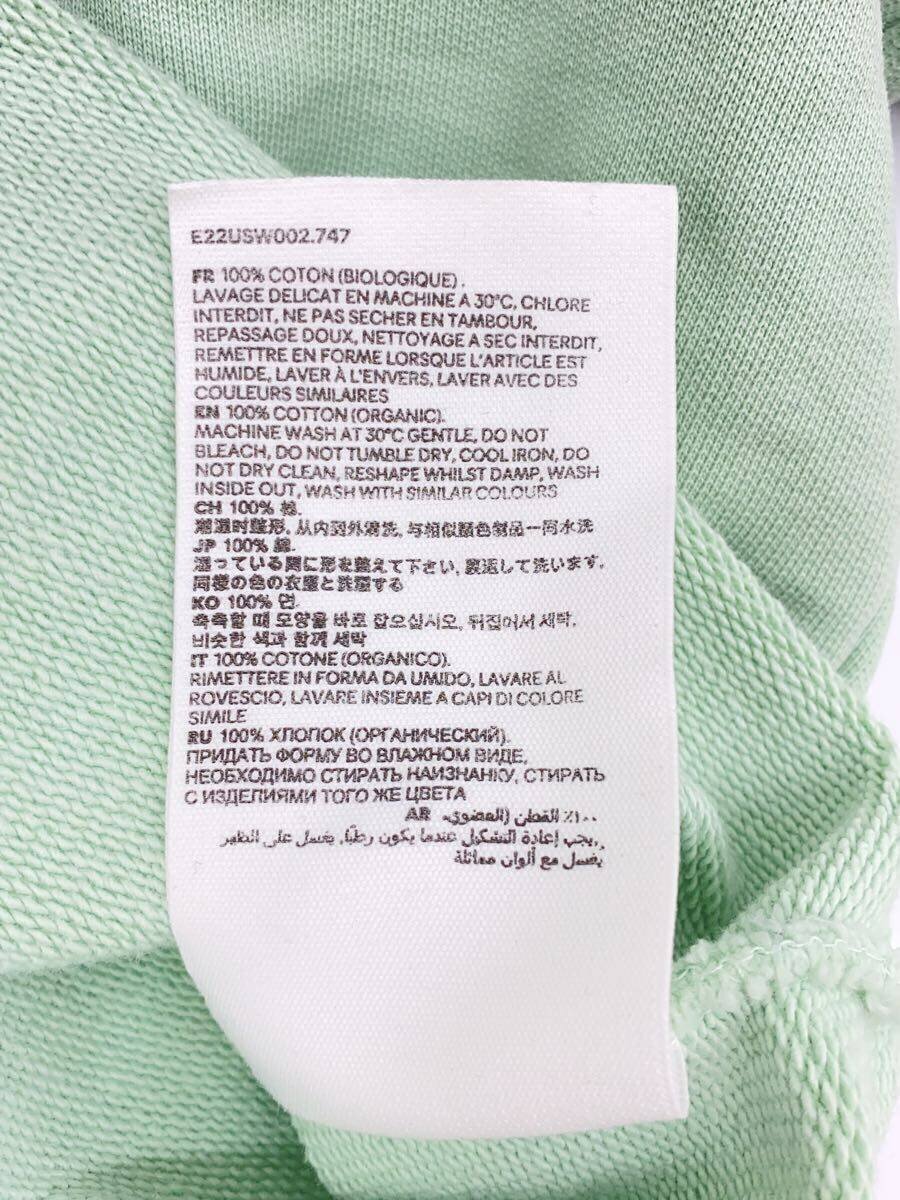 E22USW002.747
FR 100% COTON (BIOLOGIQUE).
LAVAGE DELICAT EN MACHINE A 30°C, CHLORE
INTERDIT, NE PAS SECHER EN TAMBOUR,
REPASSAGE DOUX, NETTOYAGE A SEC INTERDIT,
REMETTRE EN FORME LORSQUE L'ARTICLE EST
HUMIDE, LAVER À L'ENVERS, LAVER AVEC DES
COULEURS SIMILAIRES
EN 100% COTTON (ORGANIC).
MACHINE WASH AT 30°C GENTLE, DO NOT
BLEACH, DO NOT TUMBLE DRY, COOL IRON, DO
NOT DRY CLEAN, RESHAPE WHILST DAMP, WASH
INSIDE OUT, WASH WITH SIMILAR COLOURS
CH 100% 棉.
潮湿时整形, 从内到外清洗, 与相似颜色制品一同水洗
JP 100% 綿.
湿っている間に形を整えて下さい, 裏返して洗います,
同様の色の衣類と洗濯する
KO 100% 면.
축축할 때 모양을 바로 잡으십시오, 뒤집어서 세탁,
비슷한 색과 함께 세탁
IT 100% COTONE (ORGANICO).
RIMETTERE IN FORMA DA UMIDO, LAVARE AL
ROVESCIO, LAVARE INSIEME A CAPI DI COLORE
SIMILE
RU 100% ХЛОПОК (ОРГАНИЧЕСКИЙ).
ПРИДАТЬ ФОРМУ ВО ВЛАЖНОМ ВИДЕ,
НЕОБХОДИМО СТИРАТЬ НАИЗНАНКУ, СТИРАТЬ
С ИЗДЕЛИЯМИ ТОГО ЖЕ ЦВЕТА
١٠٠٪ القطن (العضوي، AR
يجب إعادة التشكيل عندما يكون رطبًا, يغسل على الظهر,
يغسل مع ألوان مماثلة